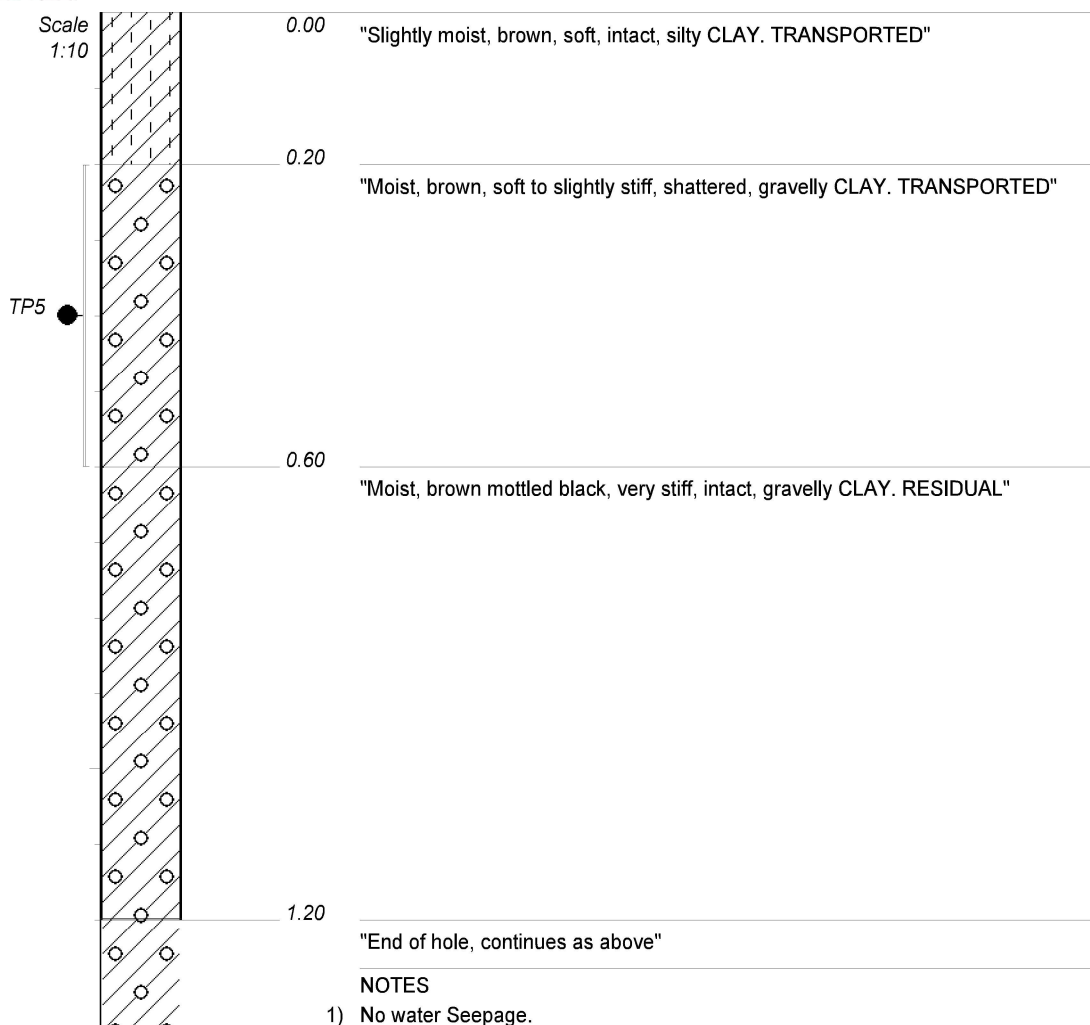 Scale
1:10
0.00
"Slightly moist, brown, soft, intact, silty CLAY. TRANSPORTED"
0.20
"Moist, brown, soft to slightly stiff, shattered, gravelly CLAY. TRANSPORTED"
TP5
0.60
"Moist, brown mottled black, very stiff, intact, gravelly CLAY. RESIDUAL"
1.20
"End of hole, continues as above"
NOTES
1) No water Seepage.